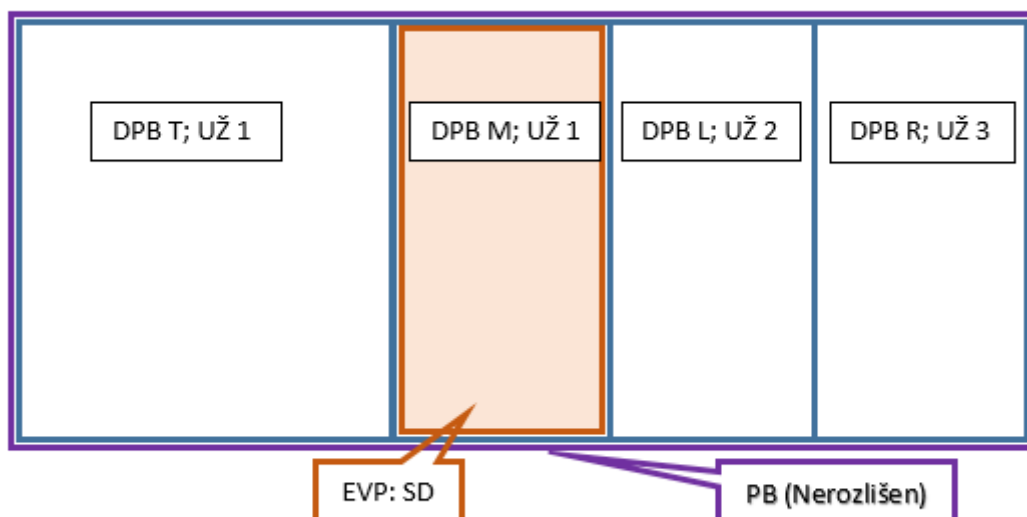 DPB T; UŽ 1
DPB M; UŽ 1
DPB L; UŽ 2
DPB R; UŽ 3
EVP: SD
PB (Nerozlišen)